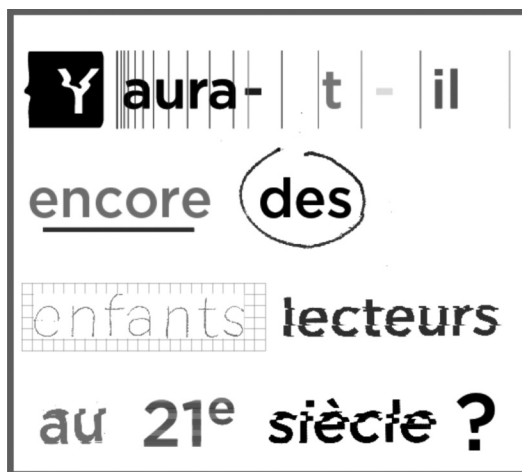 Y aura-t-il
encore des
enfants lecteurs
au 21e siècle ?